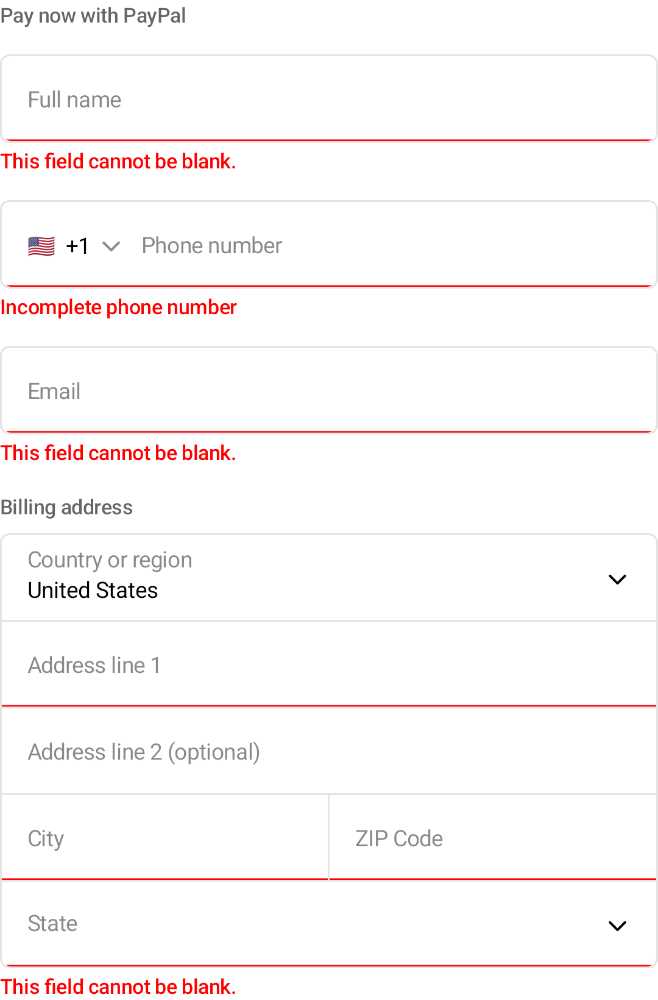 Pay now with PayPal
Full name
This field cannot be blank.
+1 Phone number
Incomplete phone number
Email
This field cannot be blank.
Billing address
Country or region
United States
Address line 1
Address line 2 (optional)
City ZIP Code
State
This field cannot be blank.